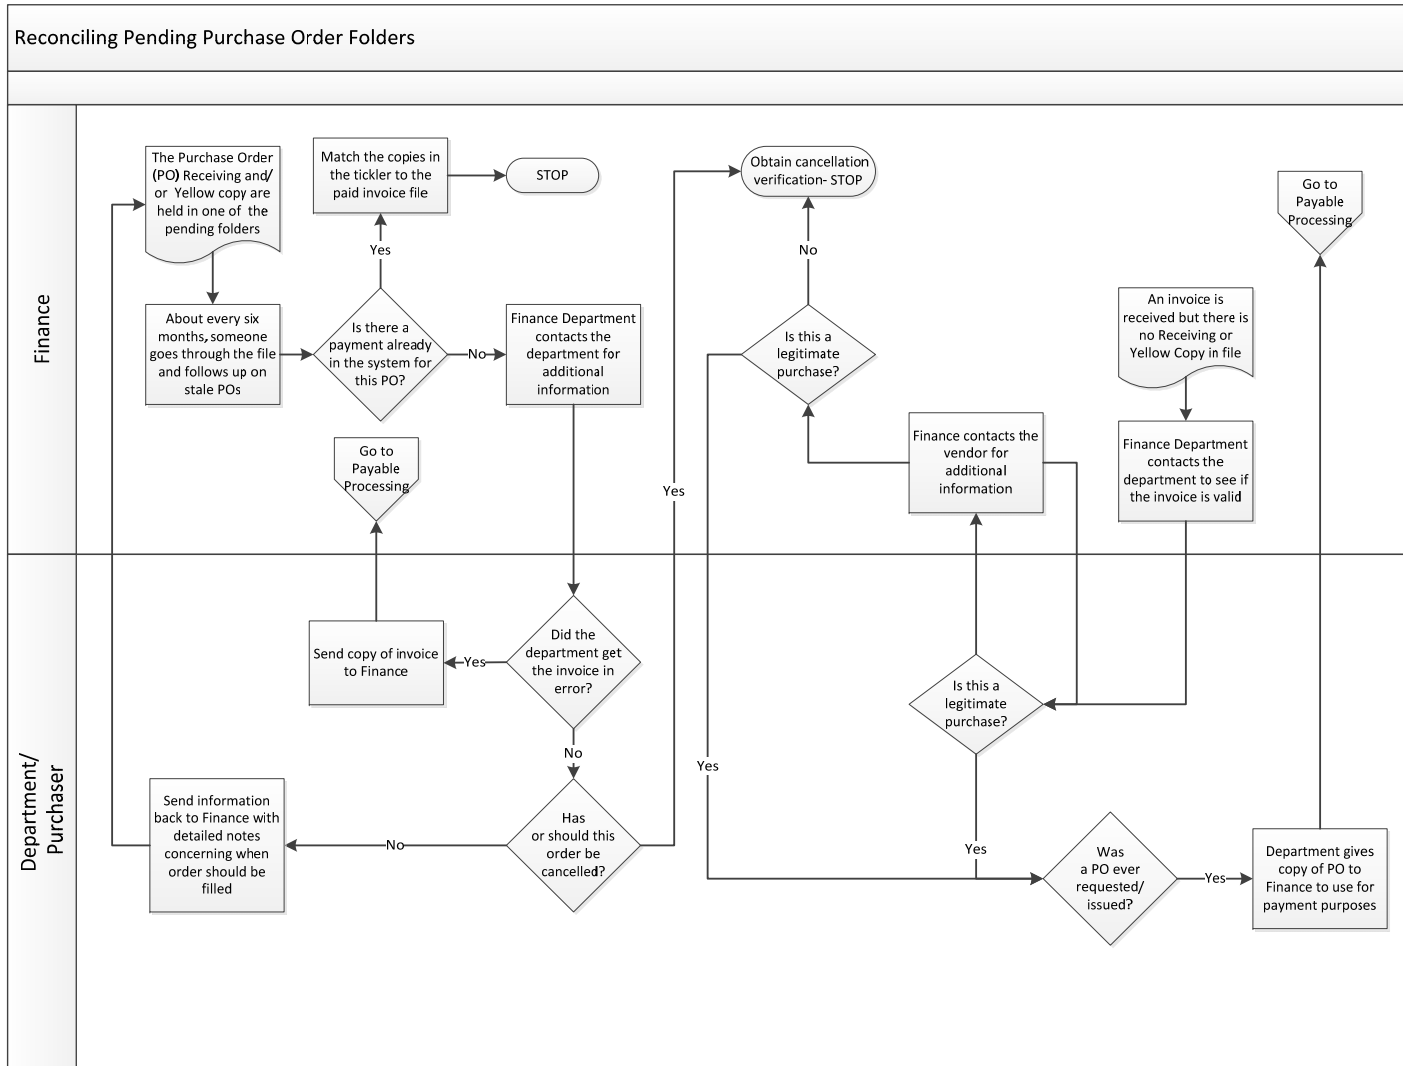 Reconciling Pending Purchase Order Folders
Finance
The Purchase Order
(PO) Receiving and/
or Yellow copy are
held in one of the
pending folders
Match the copies in
the tickler to the
paid invoice file
STOP
Obtain cancellation
verification- STOP
Go to
Payable
Processing
Yes
No
About every six
months, someone
goes through the file
and follows up on
stale POs
Is there a
payment already
in the system for
this PO?
No
Finance Department
contacts the
department for
additional
information
Is this a
legitimate
purchase?
An invoice is
received but there is
no Receiving or
Yellow Copy in file
Go to
Payable
Processing
Yes
Finance contacts the
vendor for
additional
information
Finance Department
contacts the
department to see if
the invoice is valid
Department/
Purchaser
Send copy of invoice
to Finance
Yes
Did the
department get
the invoice in
error?
Is this a
legitimate
purchase?
No
Yes
Send information
back to Finance with
detailed notes
concerning when
order should be
filled
No
Has
or should this
order be
cancelled?
Yes
Was
a PO ever
requested/
issued?
Yes
Department gives
copy of PO to
Finance to use for
payment purposes